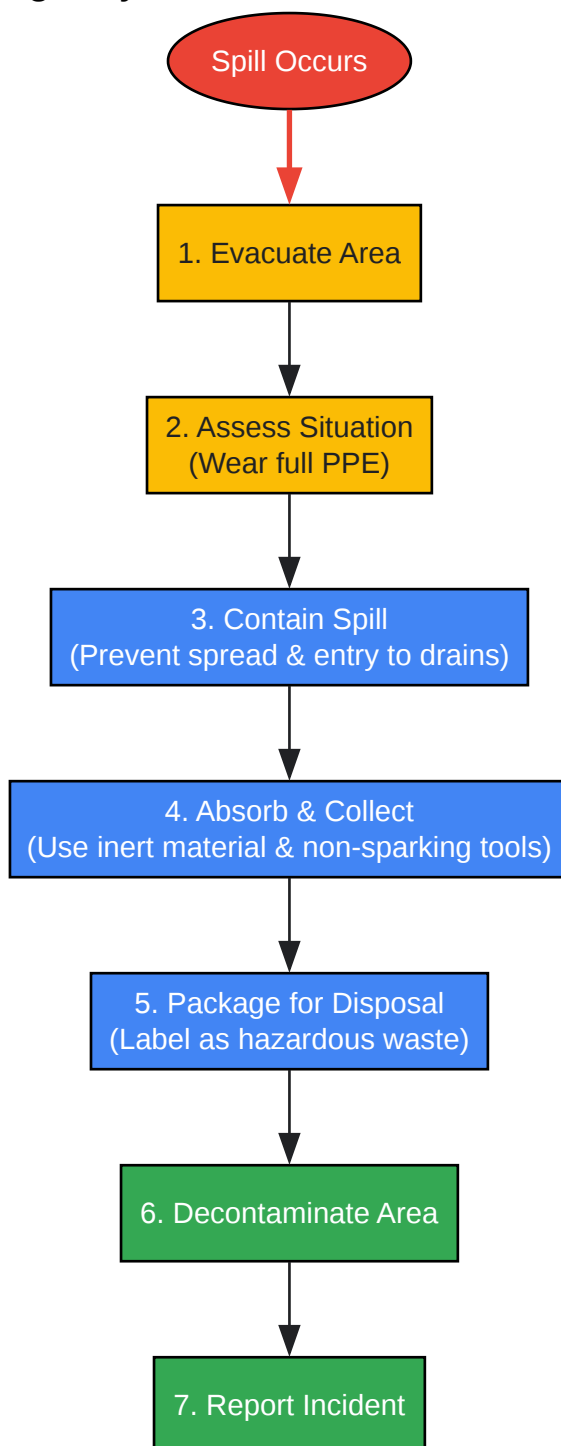 Spill Occurs
1. Evacuate Area
2. Assess Situation
(Wear full PPE)
3. Contain Spill
(Prevent spread & entry to drains)
4. Absorb & Collect
(Use inert material & non-sparking tools)
5. Package for Disposal
(Label as hazardous waste)
6. Decontaminate Area
7. Report Incident